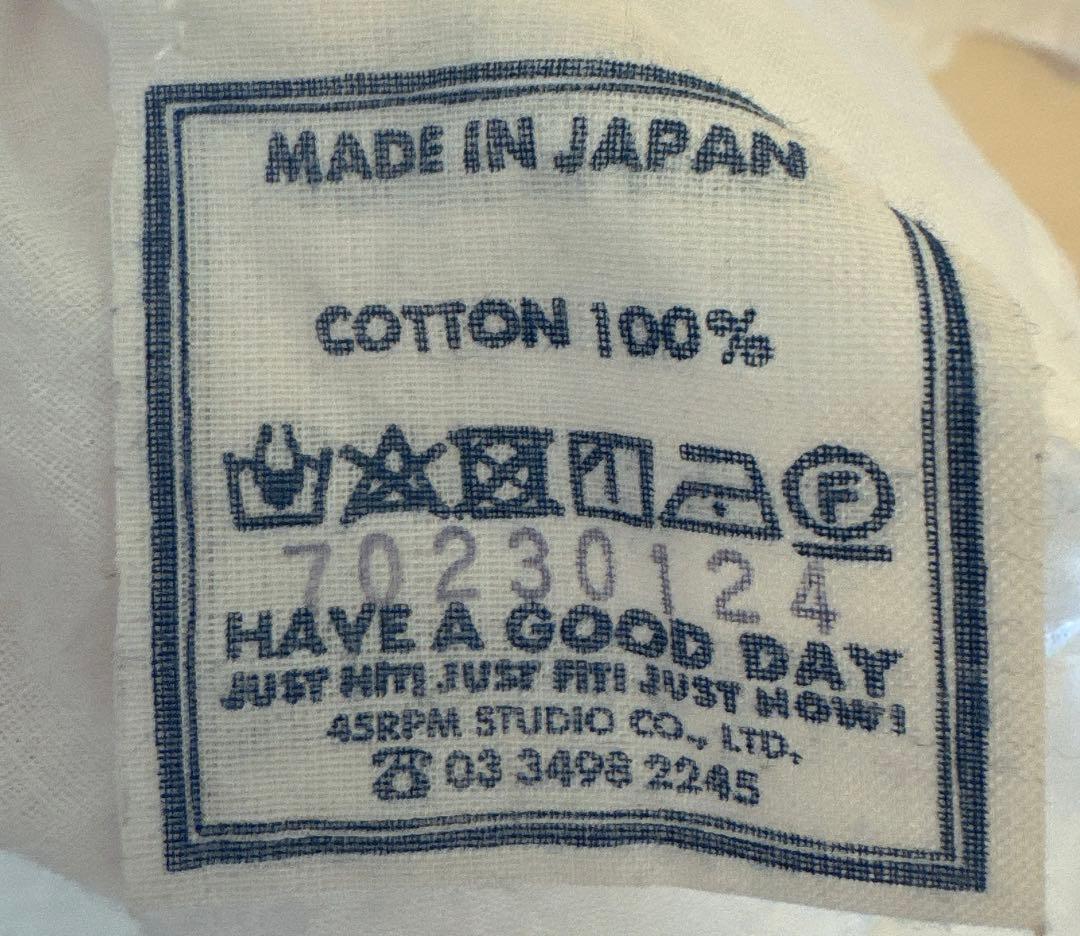 MADE IN JAPAN
COTTON 100%
F
70230124
HAVE A GOOD DAY
JUST HIT! JUST FIT! JUST NOW!
45RPM STUDIO CO., LTD.
☎ 03 3498 2245